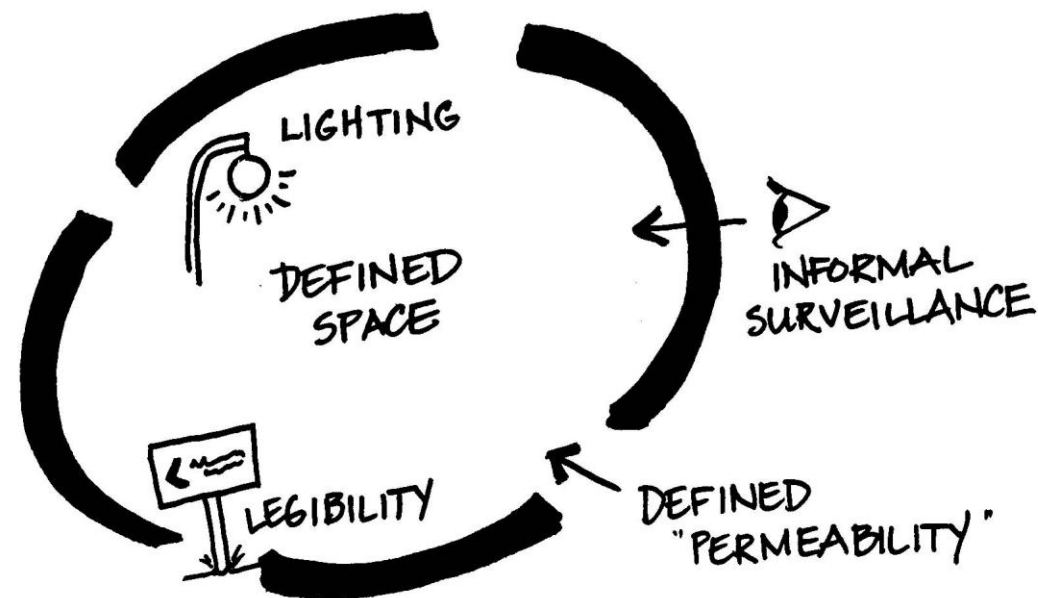 LIGHTING
DEFINED
SPACE
INFORMAL
SURVEILLANCE
LEGIBILITY
DEFINED
"PERMEABILITY"